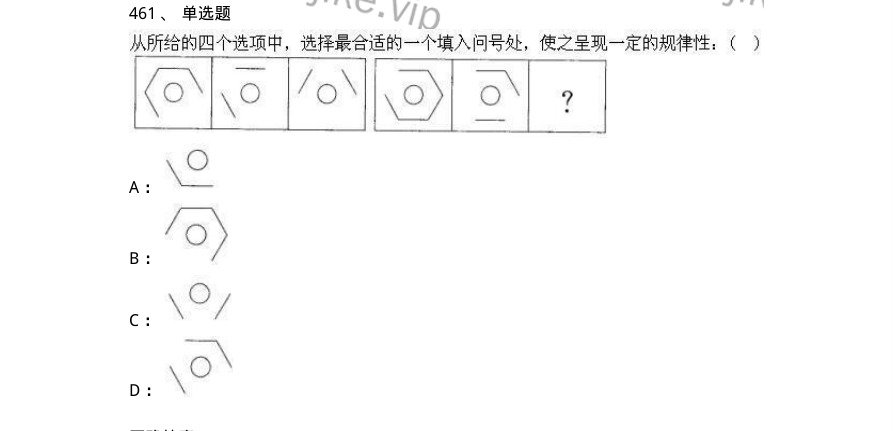 461 、 单选题
从所给的四个选项中，选择最合适的一个填入问号处，使之呈现一定的规律性：（ ）
？
A：
B：
C：
D：